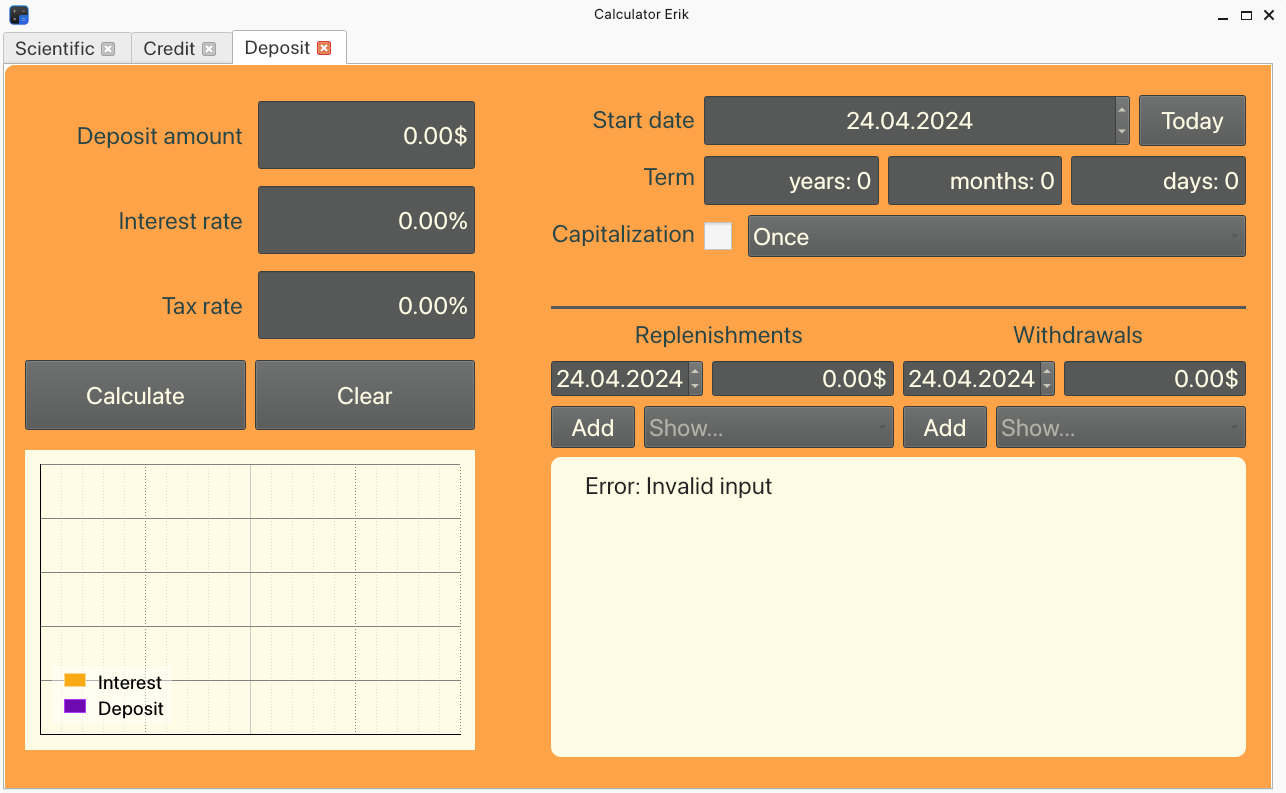 Calculator Erik
Scientific
Credit
Deposit
Deposit amount
0.00$
Interest rate
0.00%
Tax rate
0.00%
Calculate
Clear
Interest
Deposit
Start date
24.04.2024
Today
Term
years: 0
months: 0
days: 0
Capitalization
Once
Replenishments
Withdrawals
24.04.2024
0.00$
24.04.2024
0.00$
Add
Show...
Add
Show...
Error: Invalid input